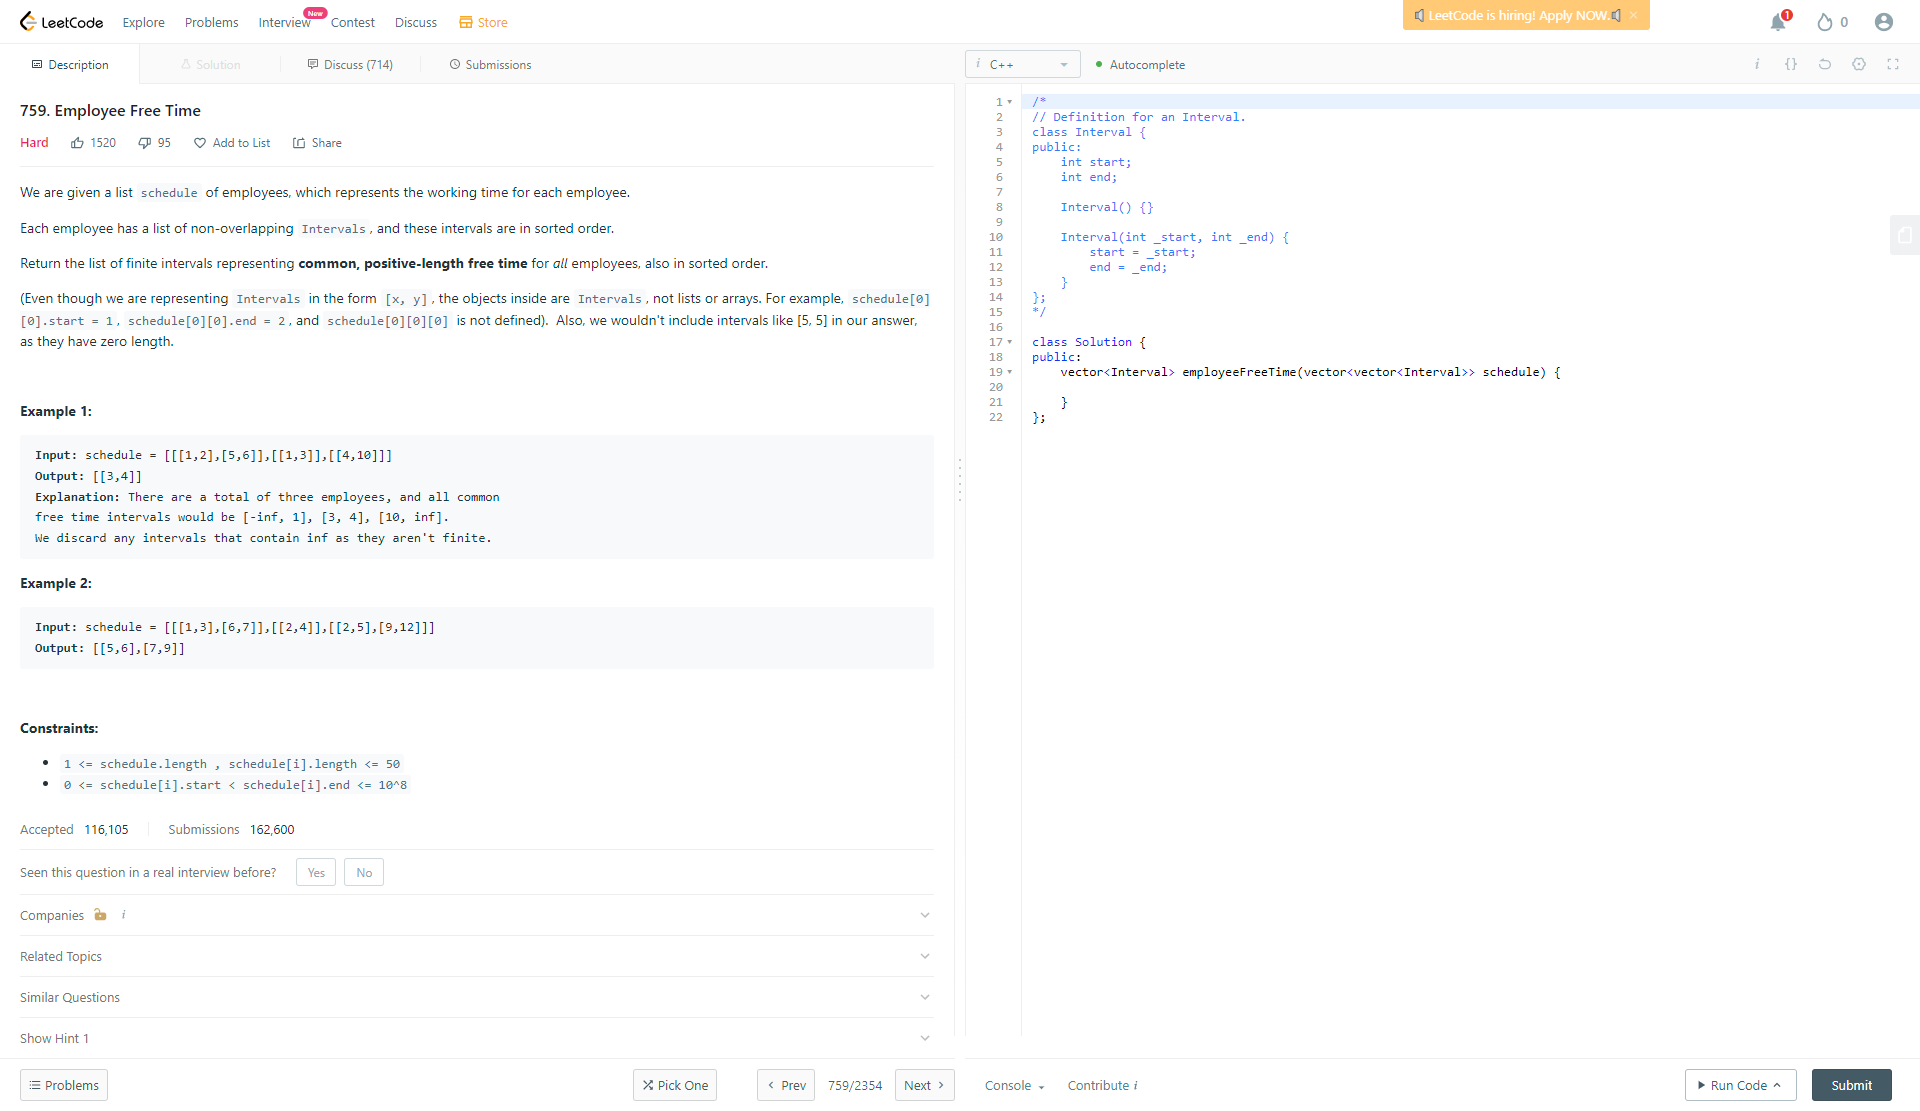 LeetCode
Explore
Problems
Interview
New
Contest
Discuss
Store
LeetCode is hiring! Apply NOW.
×
1
0
Description
Solution
Discuss (714)
Submissions
i C++
Autocomplete
i
{}
759. Employee Free Time
Hard
1520
95
Add to List
Share
We are given a list schedule of employees, which represents the working time for each employee.
Each employee has a list of non-overlapping Intervals, and these intervals are in sorted order.
Return the list of finite intervals representing common, positive-length free time for all employees, also in sorted order.
(Even though we are representing Intervals in the form [x, y], the objects inside are Intervals, not lists or arrays. For example, schedule[0]
[0].start = 1, schedule[0][0].end = 2, and schedule[0][0][0] is not defined).  Also, we wouldn't include intervals like [5, 5] in our answer,
as they have zero length.
Example 1:
Input: schedule = [[[1,2],[5,6]],[[1,3]],[[4,10]]]
Output: [[3,4]]
Explanation: There are a total of three employees, and all common
free time intervals would be [-inf, 1], [3, 4], [10, inf].
We discard any intervals that contain inf as they aren't finite.
Example 2:
Input: schedule = [[[1,3],[6,7]],[[2,4]],[[2,5],[9,12]]]
Output: [[5,6],[7,9]]
Constraints:
• 1 <= schedule.length , schedule[i].length <= 50
• 0 <= schedule[i].start < schedule[i].end <= 10^8
Accepted 116,105
Submissions 162,600
Seen this question in a real interview before?
Yes
No
Companies i
Related Topics
Similar Questions
Show Hint 1
1 /*
2 // Definition for an Interval.
3 class Interval {
4 public:
5     int start;
6     int end;
7
8     Interval() {}
9
10     Interval(int _start, int _end) {
11         start = _start;
12         end = _end;
13     }
14 };
15 */
16
17 class Solution {
18 public:
19     vector<Interval> employeeFreeTime(vector<vector<Interval>> schedule) {
20
21     }
22 };
Problems
Pick One
Prev
759/2354
Next
Console
Contribute i
Run Code
Submit